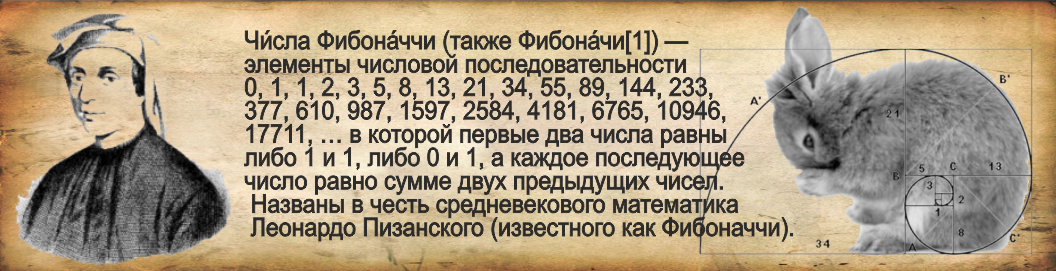 Чи́сла Фибона́ччи (также Фибона́чи[1]) —
элементы числовой последовательности
0, 1, 1, 2, 3, 5, 8, 13, 21, 34, 55, 89, 144, 233,
377, 610, 987, 1597, 2584, 4181, 6765, 10946,
17711, … в которой первые два числа равны
либо 1 и 1, либо 0 и 1, а каждое последующее
число равно сумме двух предыдущих чисел.
Названы в честь средневекового математика
Леонардо Пизанского (известного как Фибоначчи).
A'
B'
21
B
5
C
13
3
2
1
8
34
A
C'